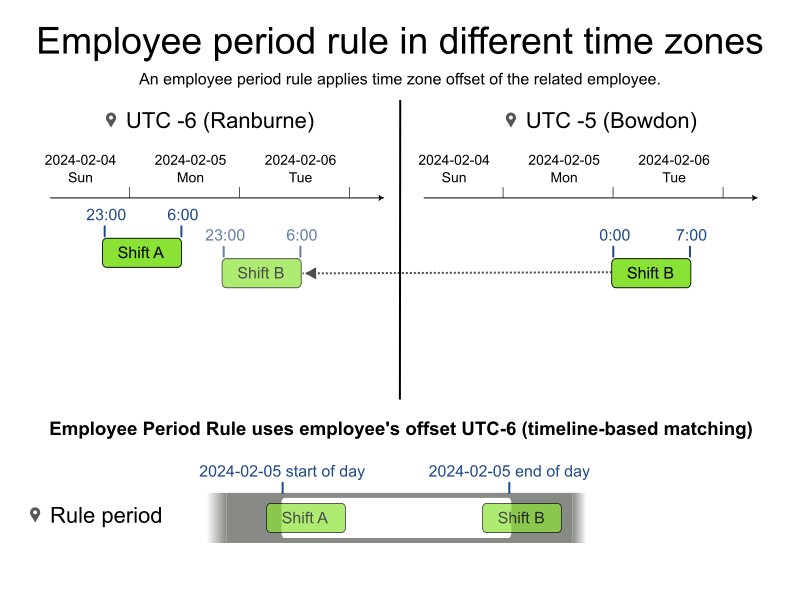 Employee period rule in different time zones
An employee period rule applies time zone offset of the related employee.
UTC -6 (Ranburne)
2024-02-04 2024-02-05 2024-02-06
Sun Mon Tue
23:00 6:00
Shift A
23:00 6:00
Shift B
UTC -5 (Bowdon)
2024-02-04 2024-02-05 2024-02-06
Sun Mon Tue
0:00 7:00
Shift B
Employee Period Rule uses employee's offset UTC-6 (timeline-based matching)
2024-02-05 start of day 2024-02-05 end of day
Rule period Shift A Shift B